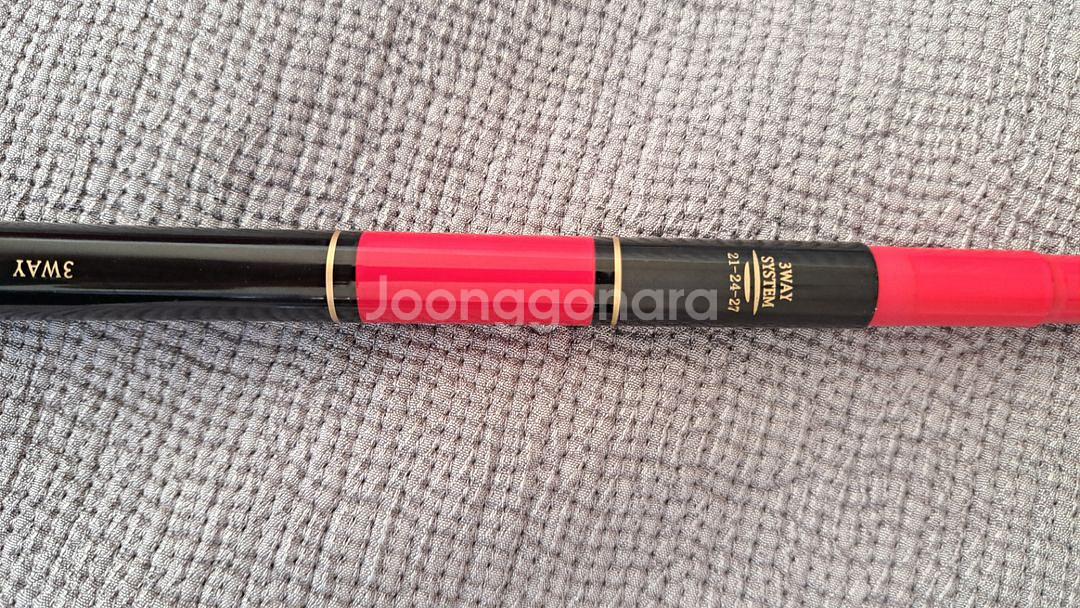 3WAY
3WAY
SYSTEM
21-24-27
Joonggonara